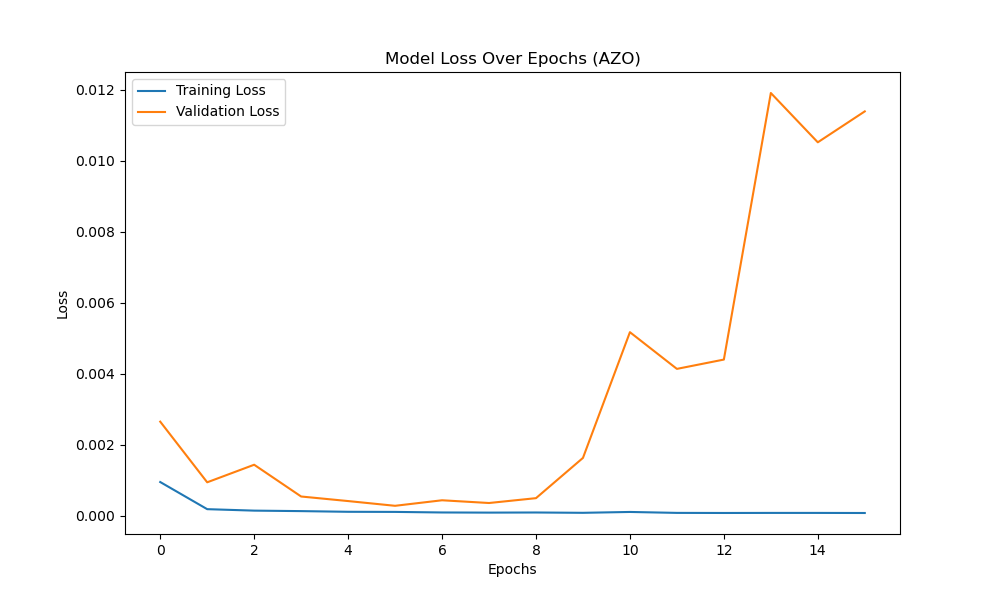 Model Loss Over Epochs (AZO)
Training Loss
Validation Loss
0.012
0.010
0.008
0.006
0.004
0.002
0.000
Loss
0 2 4 6 8 10 12 14
Epochs